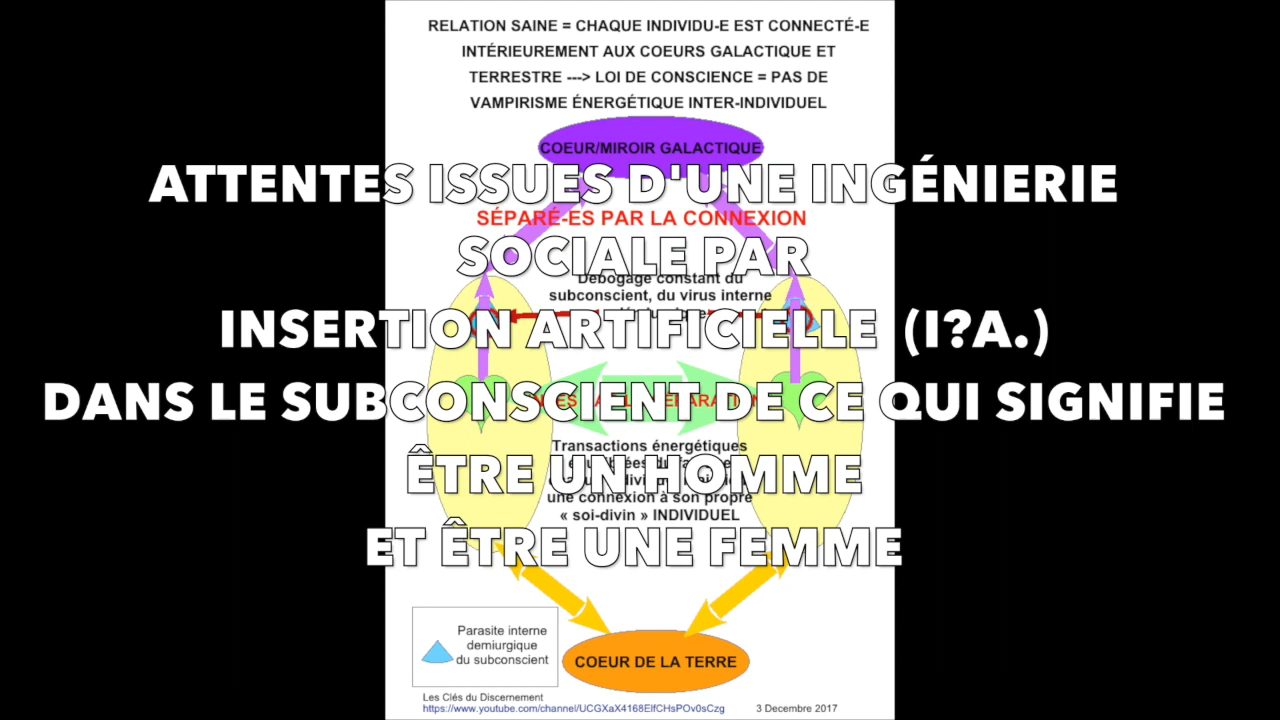 RELATION SAINE = CHAQUE INDIVIDU-E EST CONNECTÉ-E
INTÉRIEUREMENT AUX COEURS GALACTIQUE ET
TERRESTRE ---> LOI DE CONSCIENCE = PAS DE
VAMPIRISME ÉNERGÉTIQUE INTER-INDIVIDUEL
COEUR/MIROIR GALACTIQUE
ATTENTES ISSUES D'UNE INGÉNIERIE
SÉPARÉ-ES PAR LA CONNEXION
SOCIALE PAR
Débogage constant du
subconscient, du virus interne
INSERTION ARTIFICIELLE (I?A.)
DANS LE SUBCONSCIENT DE CE QUI SIGNIFIE
Transactions énergétiques
ÊTRE UN HOMME
une connexion à son propre
« soi-divin » INDIVIDUEL
ET ÊTRE UNE FEMME
Parasite interne
demiurgique
du subconscient
COEUR DE LA TERRE
Les Clés du Discernement
https://www.youtube.com/channel/UCGXaX4168ElfCHsPOv0sCzg 3 Decembre 2017